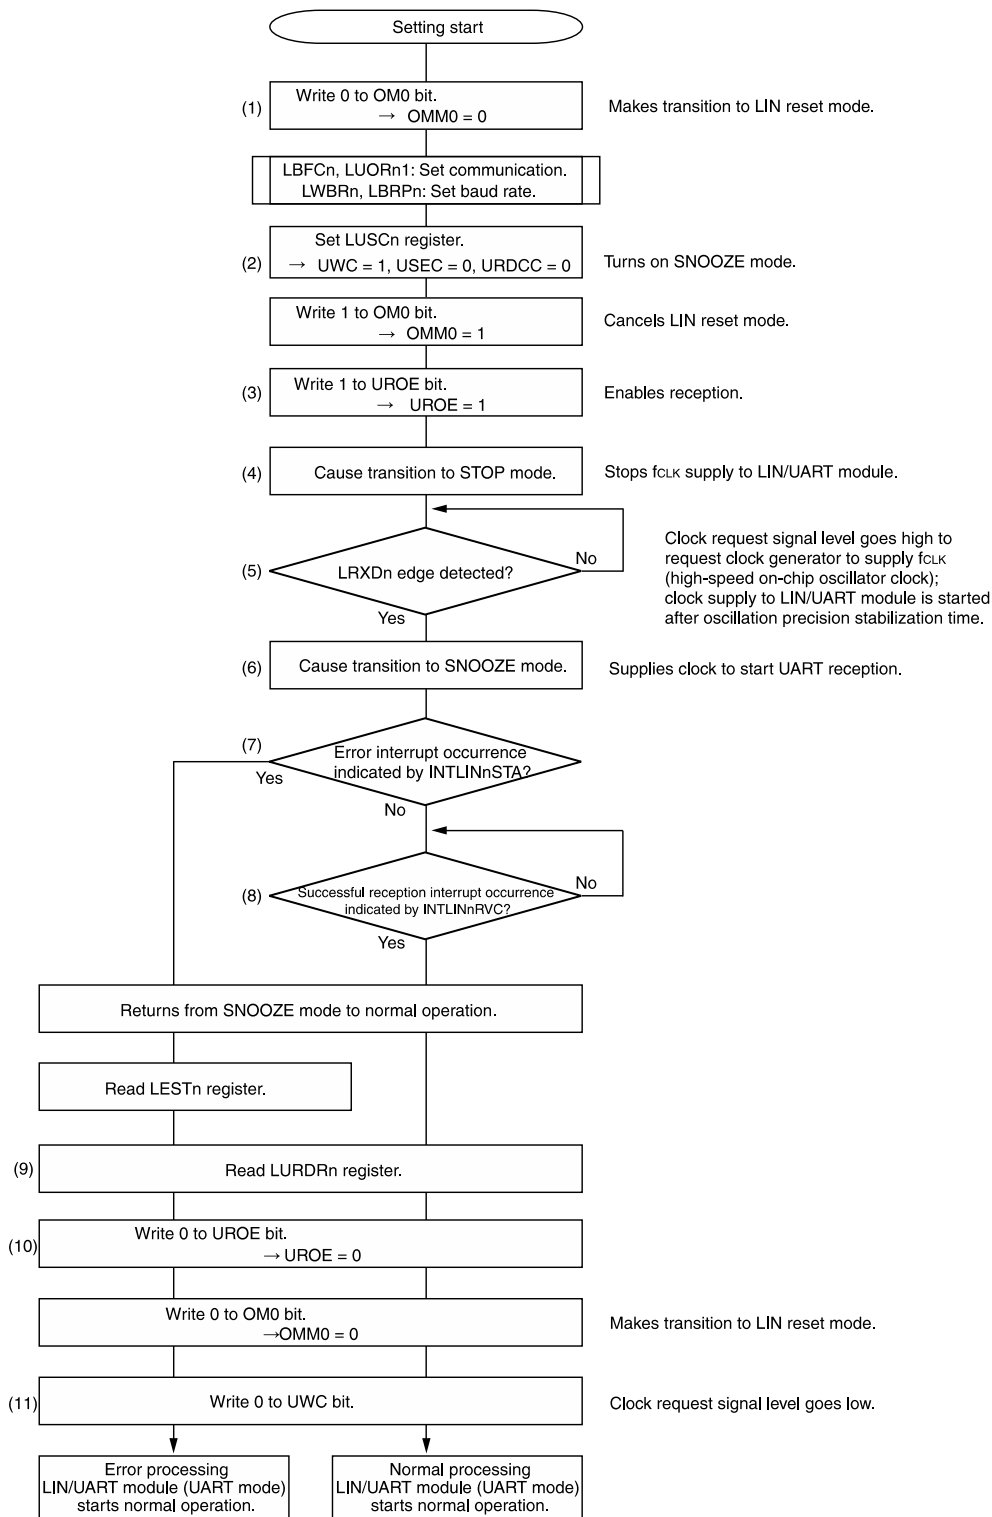 Setting start
(1)
Write 0 to OM0 bit.
→ OMM0 = 0
Makes transition to LIN reset mode.
LBFCn, LUORn1: Set communication.
LWBRn, LBRPn: Set baud rate.
(2)
Set LUSCn register.
→ UWC = 1, USEC = 0, URDCC = 0
Turns on SNOOZE mode.
Write 1 to OM0 bit.
→ OMM0 = 1
Cancels LIN reset mode.
(3)
Write 1 to UROE bit.
→ UROE = 1
Enables reception.
(4)
Cause transition to STOP mode.
Stops fCLK supply to LIN/UART module.
(5)
LRXDn edge detected?
No
Yes
Clock request signal level goes high to
request clock generator to supply fCLK
(high-speed on-chip oscillator clock);
clock supply to LIN/UART module is started
after oscillation precision stabilization time.
(6)
Cause transition to SNOOZE mode.
Supplies clock to start UART reception.
(7)
Error interrupt occurrence
indicated by INTLINnSTA?
Yes
No
(8)
Successful reception interrupt occurrence
indicated by INTLINnRVC?
No
Yes
Returns from SNOOZE mode to normal operation.
Read LESTn register.
(9)
Read LURDRn register.
(10)
Write 0 to UROE bit.
→ UROE = 0
Write 0 to OM0 bit.
→OMM0 = 0
Makes transition to LIN reset mode.
(11)
Write 0 to UWC bit.
Clock request signal level goes low.
Error processing
LIN/UART module (UART mode)
starts normal operation.
Normal processing
LIN/UART module (UART mode)
starts normal operation.